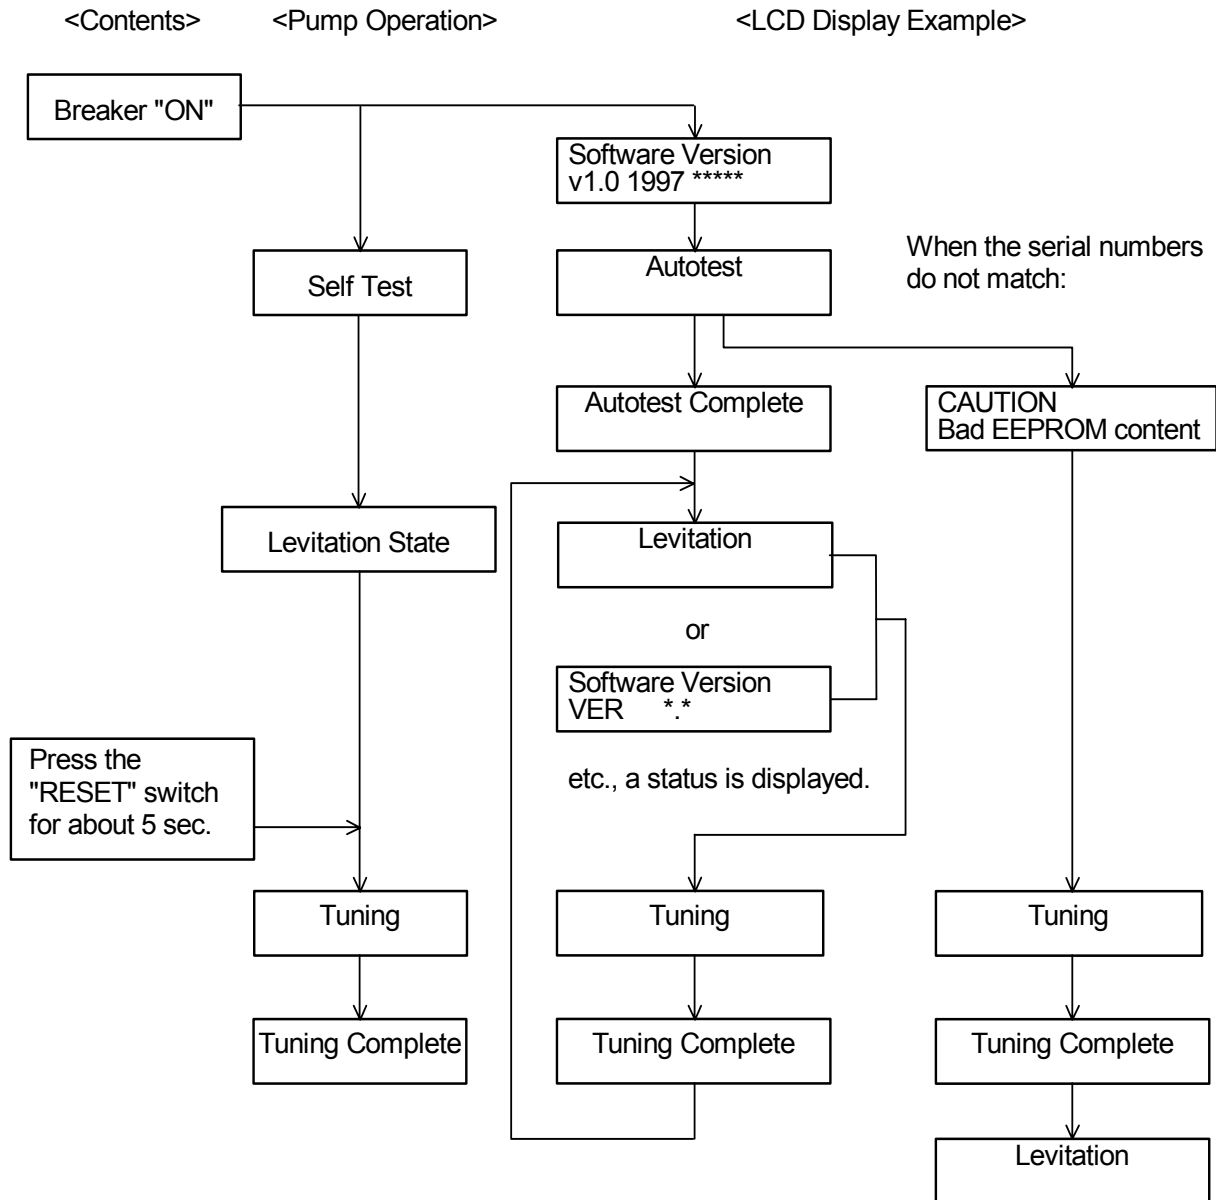 <Contents>
<Pump Operation>
<LCD Display Example>
Breaker "ON"
Software Version
v1.0 1997 *****
When the serial numbers
do not match:
Self Test
Autotest
Autotest Complete
CAUTION
Bad EEPROM content
Levitation State
Levitation
or
Software Version
VER *.*
Press the
"RESET" switch
for about 5 sec.
etc., a status is displayed.
Tuning
Tuning
Tuning
Tuning Complete
Tuning Complete
Tuning Complete
Levitation